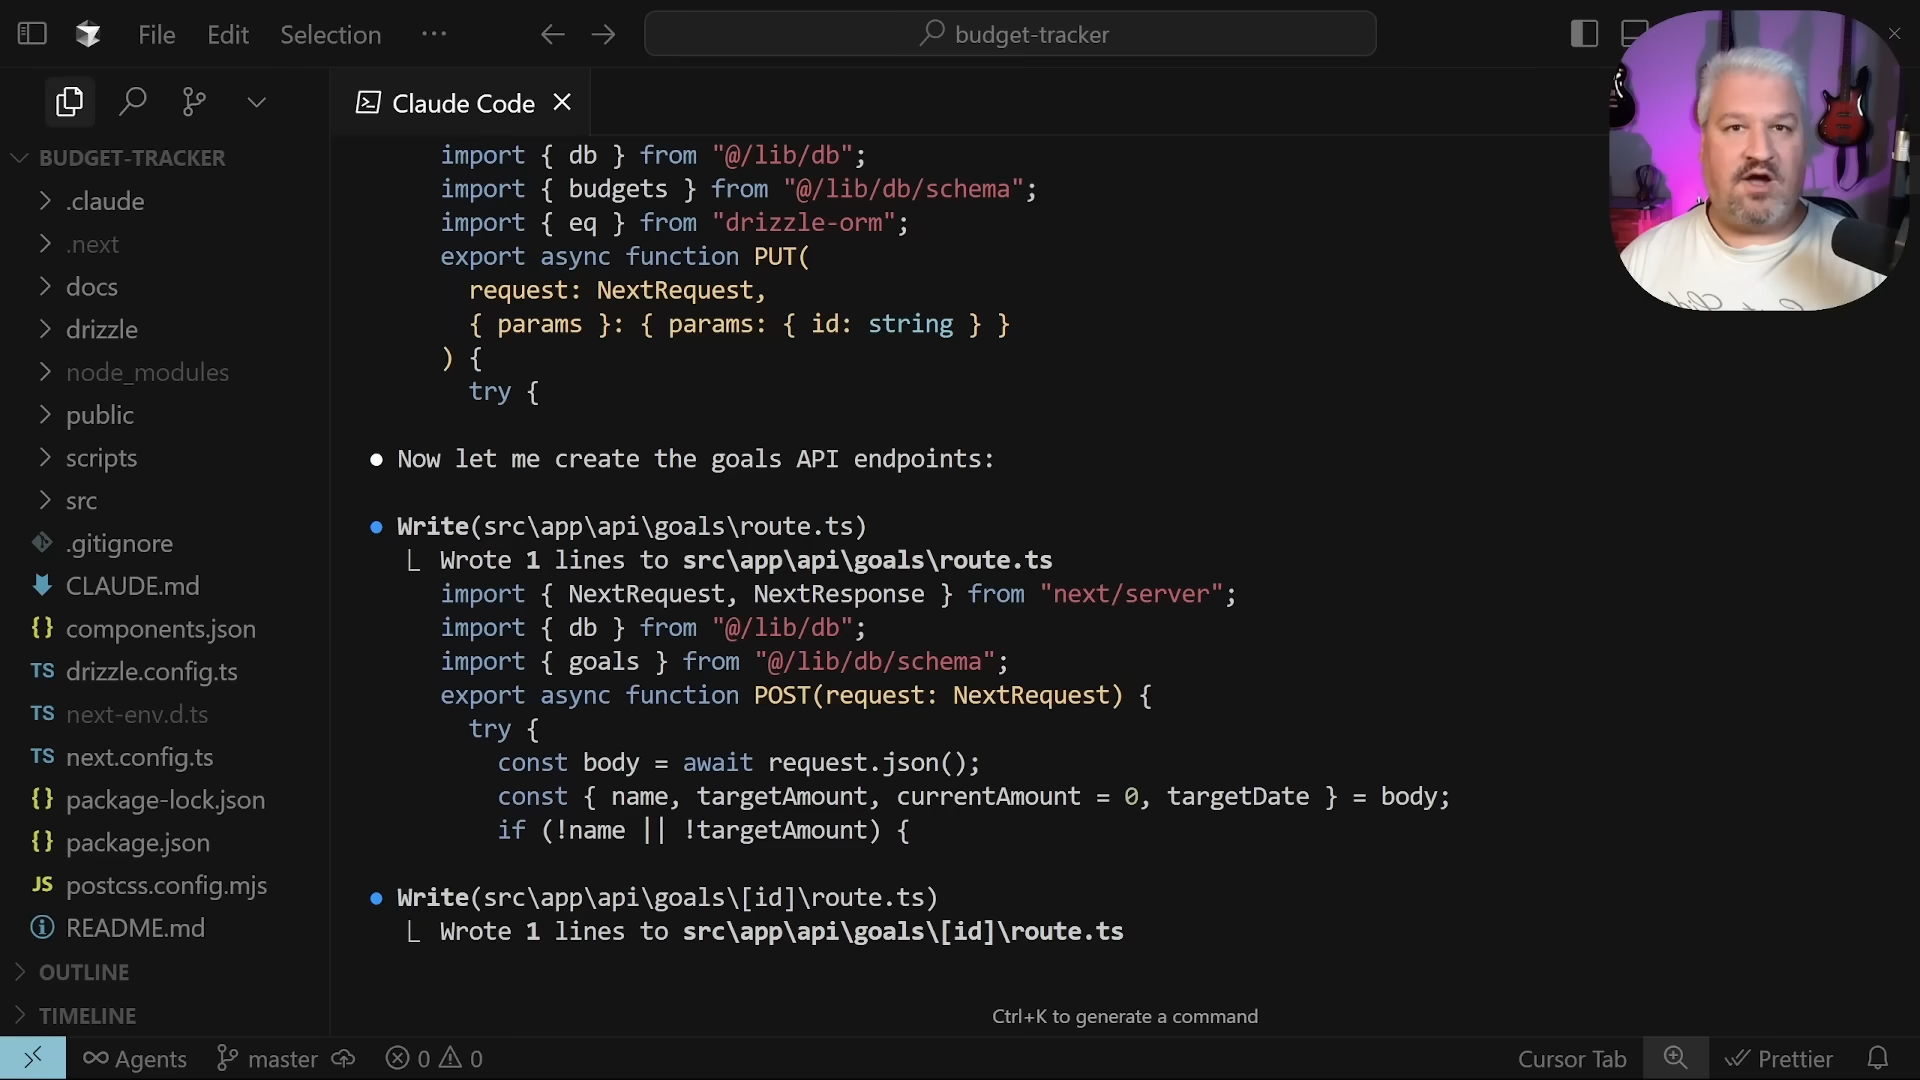 File Edit Selection ···
budget-tracker
Claude Code
BUDGET-TRACKER
.claude
.next
docs
drizzle
node_modules
public
scripts
src
.gitignore
CLAUDE.md
{} components.json
TS drizzle.config.ts
TS next-env.d.ts
TS next.config.ts
{} package-lock.json
{} package.json
JS postcss.config.mjs
README.md
OUTLINE
TIMELINE
import { db } from "@/lib/db";
import { budgets } from "@/lib/db/schema";
import { eq } from "drizzle-orm";
export async function PUT(
request: NextRequest,
{ params }: { params: { id: string } }
) {
try {
● Now let me create the goals API endpoints:
● Write(src\app\api\goals\route.ts)
⎿ Wrote 1 lines to src\app\api\goals\route.ts
import { NextRequest, NextResponse } from "next/server";
import { db } from "@/lib/db";
import { goals } from "@/lib/db/schema";
export async function POST(request: NextRequest) {
try {
const body = await request.json();
const { name, targetAmount, currentAmount = 0, targetDate } = body;
if (!name || !targetAmount) {
● Write(src\app\api\goals\[id]\route.ts)
⎿ Wrote 1 lines to src\app\api\goals\[id]\route.ts
Ctrl+K to generate a command
Agents master 0 0
Cursor Tab Prettier